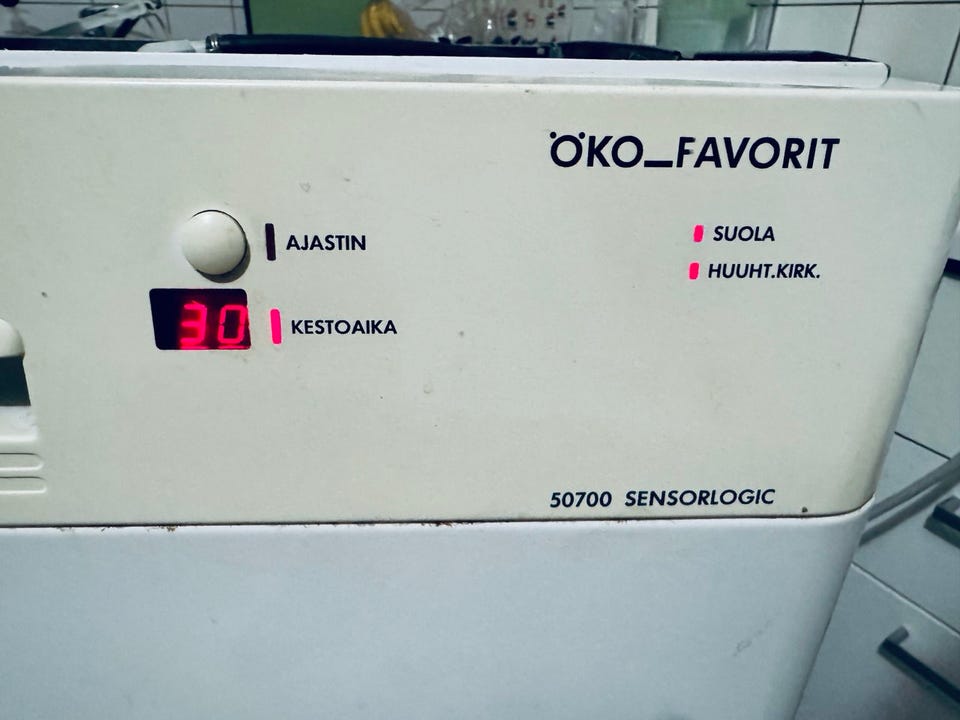 ÖKO_FAVORIT
AJASTIN
SUOLA
HUUHT.KIRK.
30
KESTOAIKA
50700 SENSORLOGIC